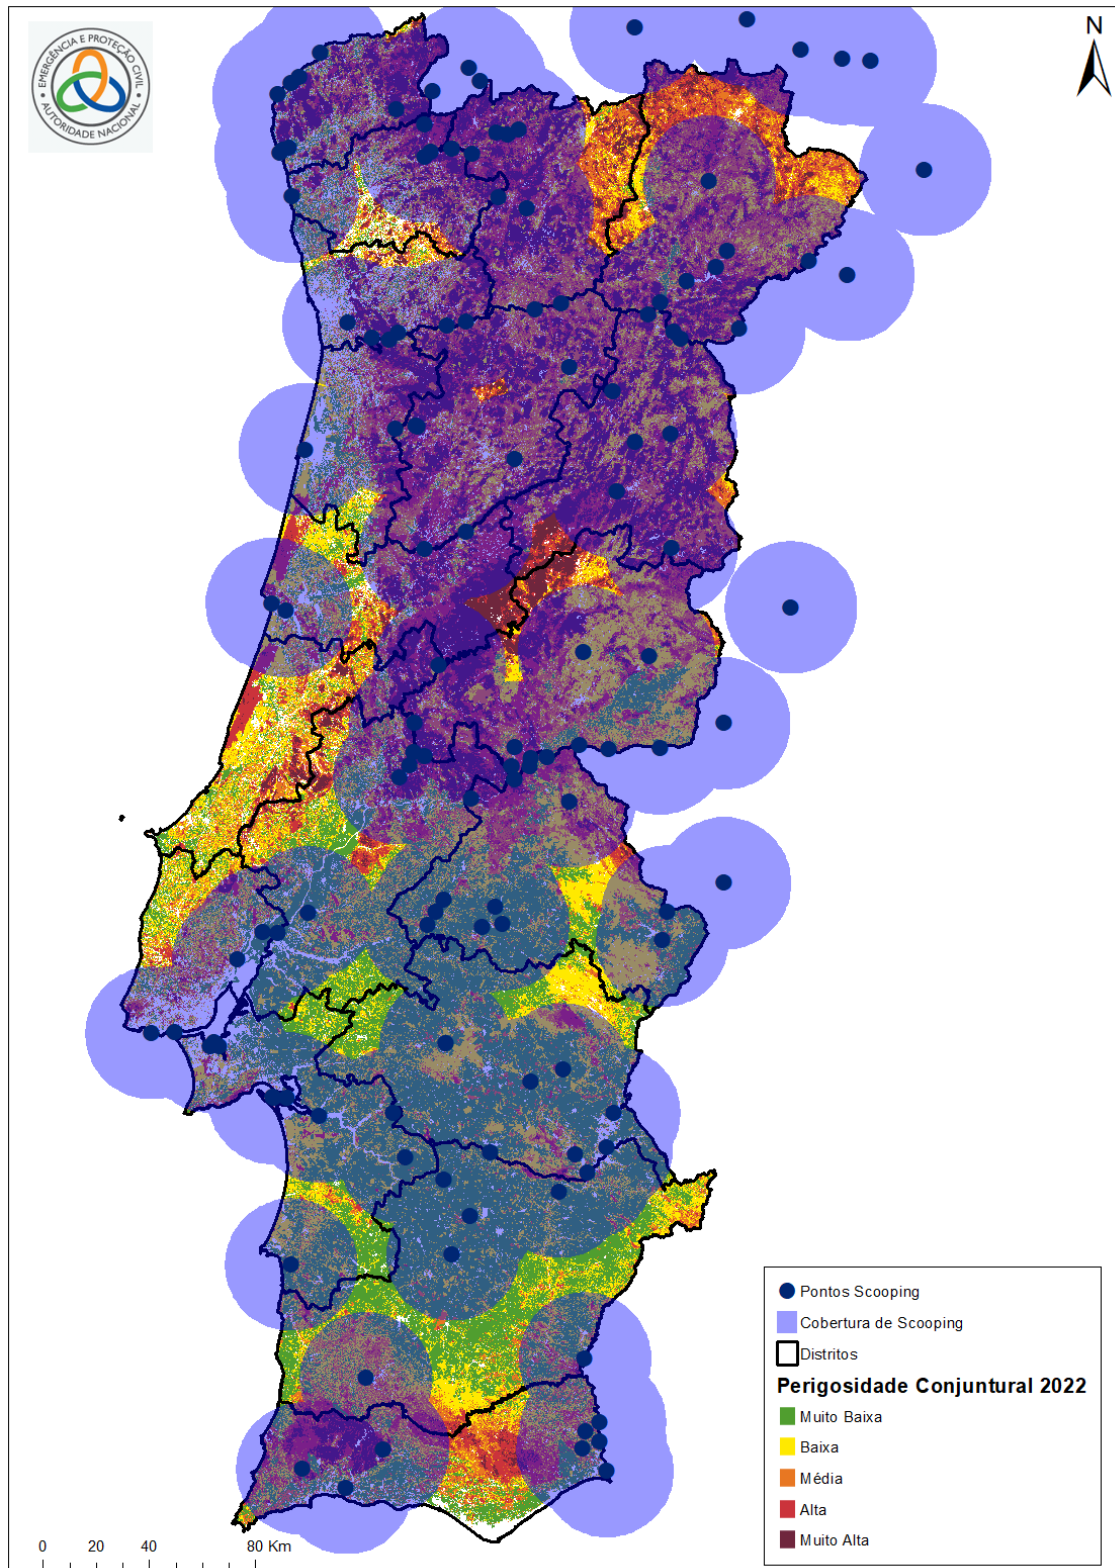 EMERGÊNCIA E PROTEÇÃO CIVIL
AUTORIDADE NACIONAL
N
Pontos Scooping
Cobertura de Scooping
Distritos
Perigosidade Conjuntural 2022
Muito Baixa
Baixa
Média
Alta
Muito Alta
0 20 40 80 Km